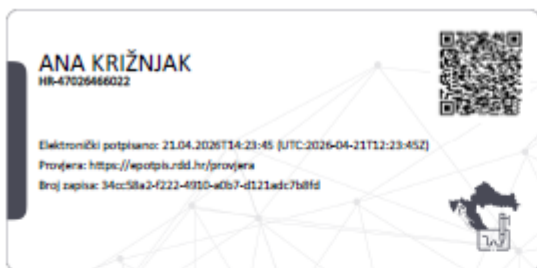 ANA KRIŽNJAK
HR-47026466022
Elektronički potpisano: 21.04.2026T14:23:45 (UTC:2026-04-21T12:23:45Z)
Provjera: https://epotpis.rdd.hr/provjera
Broj zapisa: 34cc58a2-f222-4910-a0b7-d121adc7b8fd